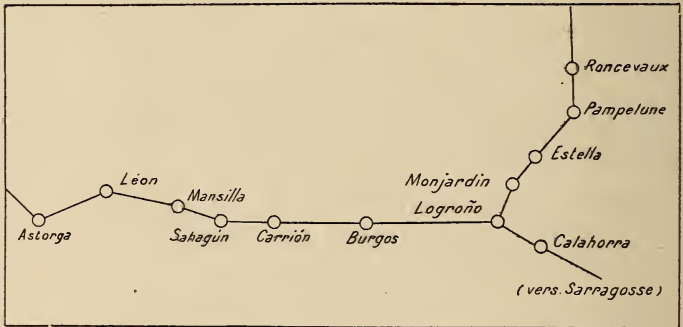 Roncevaux
Pampelune
Estella
Monjardin
Logroño
Calahorra
(vers. Sarragosse)
Burgos
Carrión
Sahagún
Mansilla
Léon
Astorga